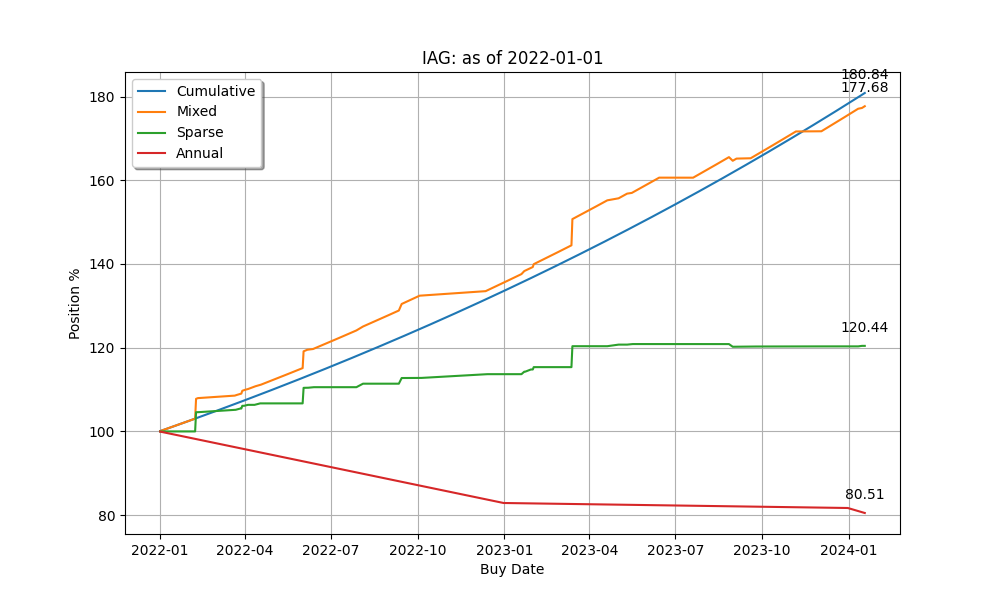 IAG: as of 2022-01-01
180.84
177.68
120.44
80.51
Cumulative
Mixed
Sparse
Annual
Position %
180
160
140
120
100
80
2022-01 2022-04 2022-07 2022-10 2023-01 2023-04 2023-07 2023-10 2024-01
Buy Date